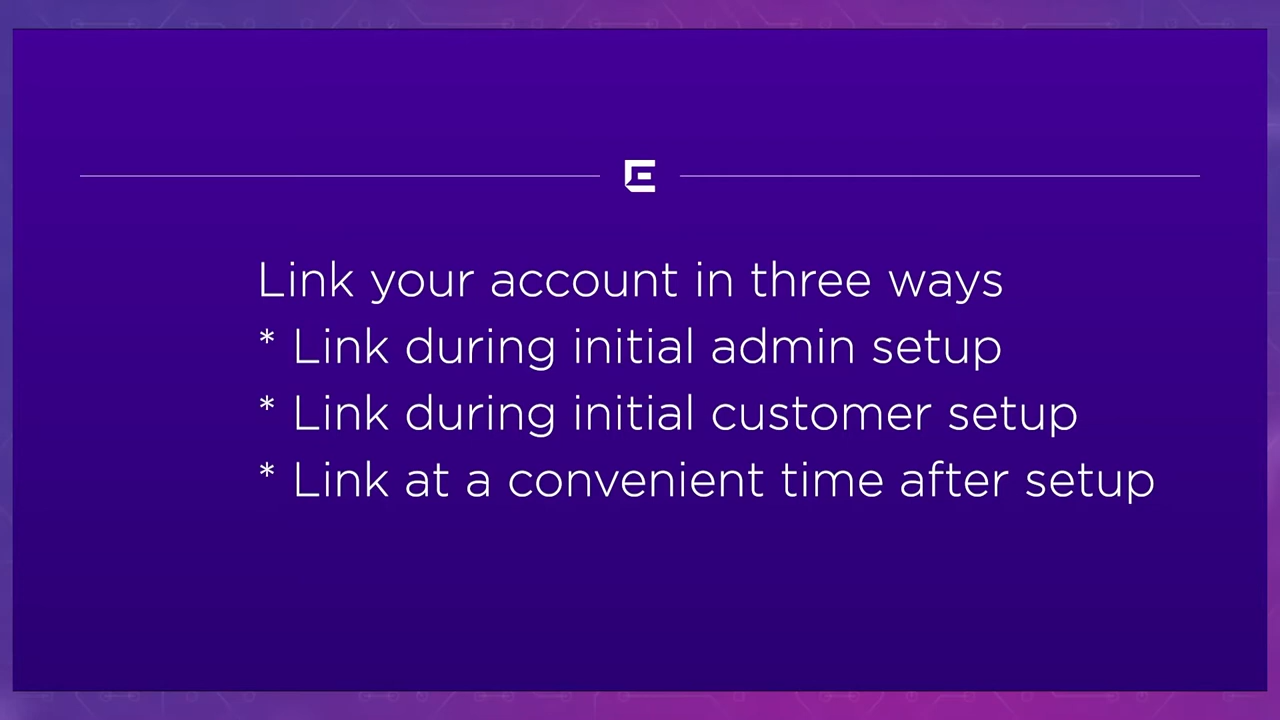 Link your account in three ways
* Link during initial admin setup
* Link during initial customer setup
* Link at a convenient time after setup